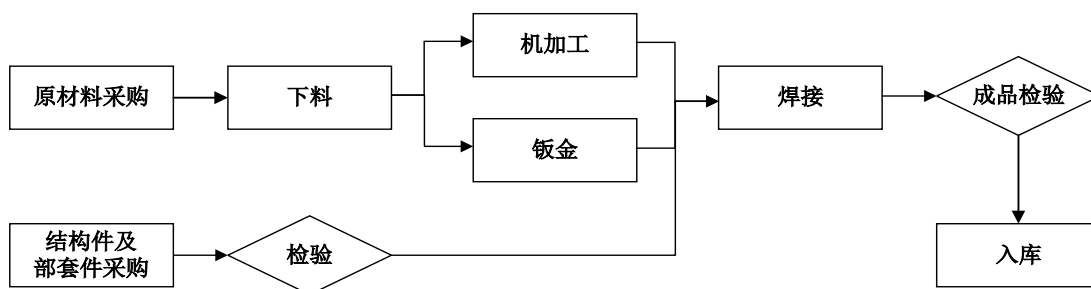 原材料采购
下料
机加工
钣金
焊接
成品检验
结构件及
部套件采购
检验
入库